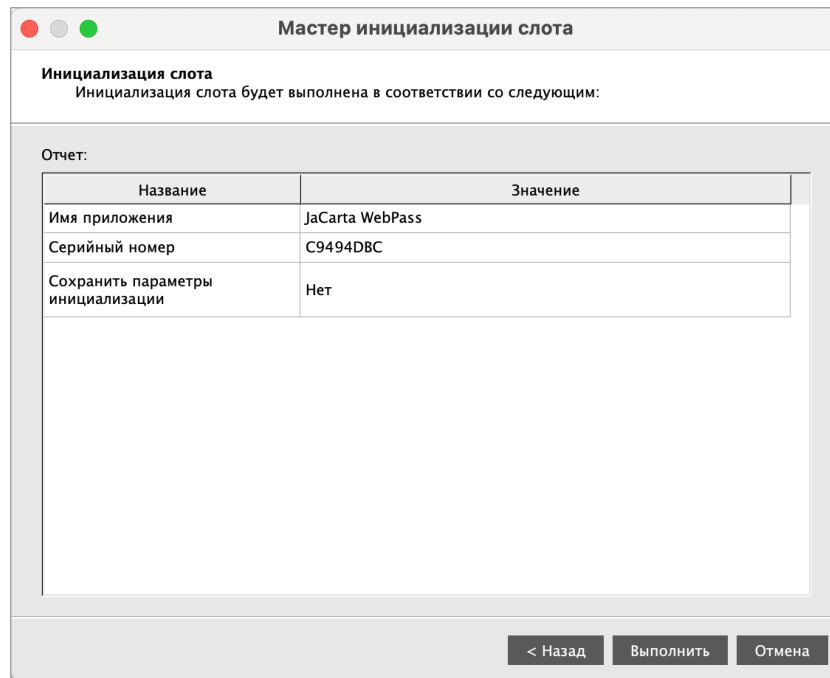 Мастер инициализации слота
Инициализация слота
Инициализация слота будет выполнена в соответствии со следующим:
Отчет:
Название Значение
Имя приложения JaCarta WebPass
Серийный номер C9494DBC
Сохранить параметры
инициализации Нет
< Назад Выполнить Отмена